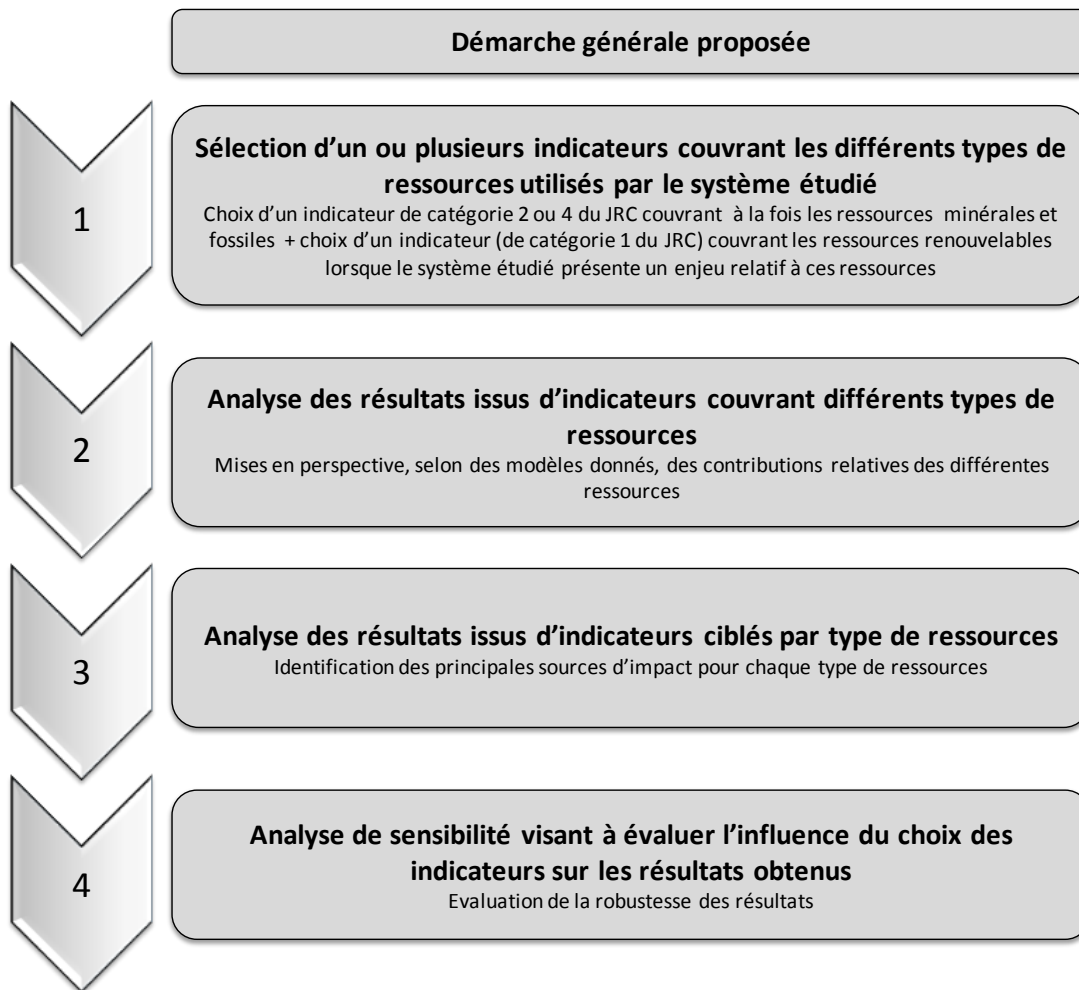 Démarche générale proposée
1
Sélection d’un ou plusieurs indicateurs couvrant les différents types de
ressources utilisés par le système étudié
Choix d’un indicateur de catégorie 2 ou 4 du JRC couvrant à la fois les ressources minérales et
fossiles + choix d’un indicateur (de catégorie 1 du JRC) couvrant les ressources renouvelables
lorsque le système étudié présente un enjeu relatif à ces ressources
2
Analyse des résultats issus d’indicateurs couvrant différents types de
ressources
Mises en perspective, selon des modèles donnés, des contributions relatives des différentes
ressources
3
Analyse des résultats issus d’indicateurs ciblés par type de ressources
Identification des principales sources d’impact pour chaque type de ressources
4
Analyse de sensibilité visant à évaluer l’influence du choix des
indicateurs sur les résultats obtenus
Evaluation de la robustesse des résultats